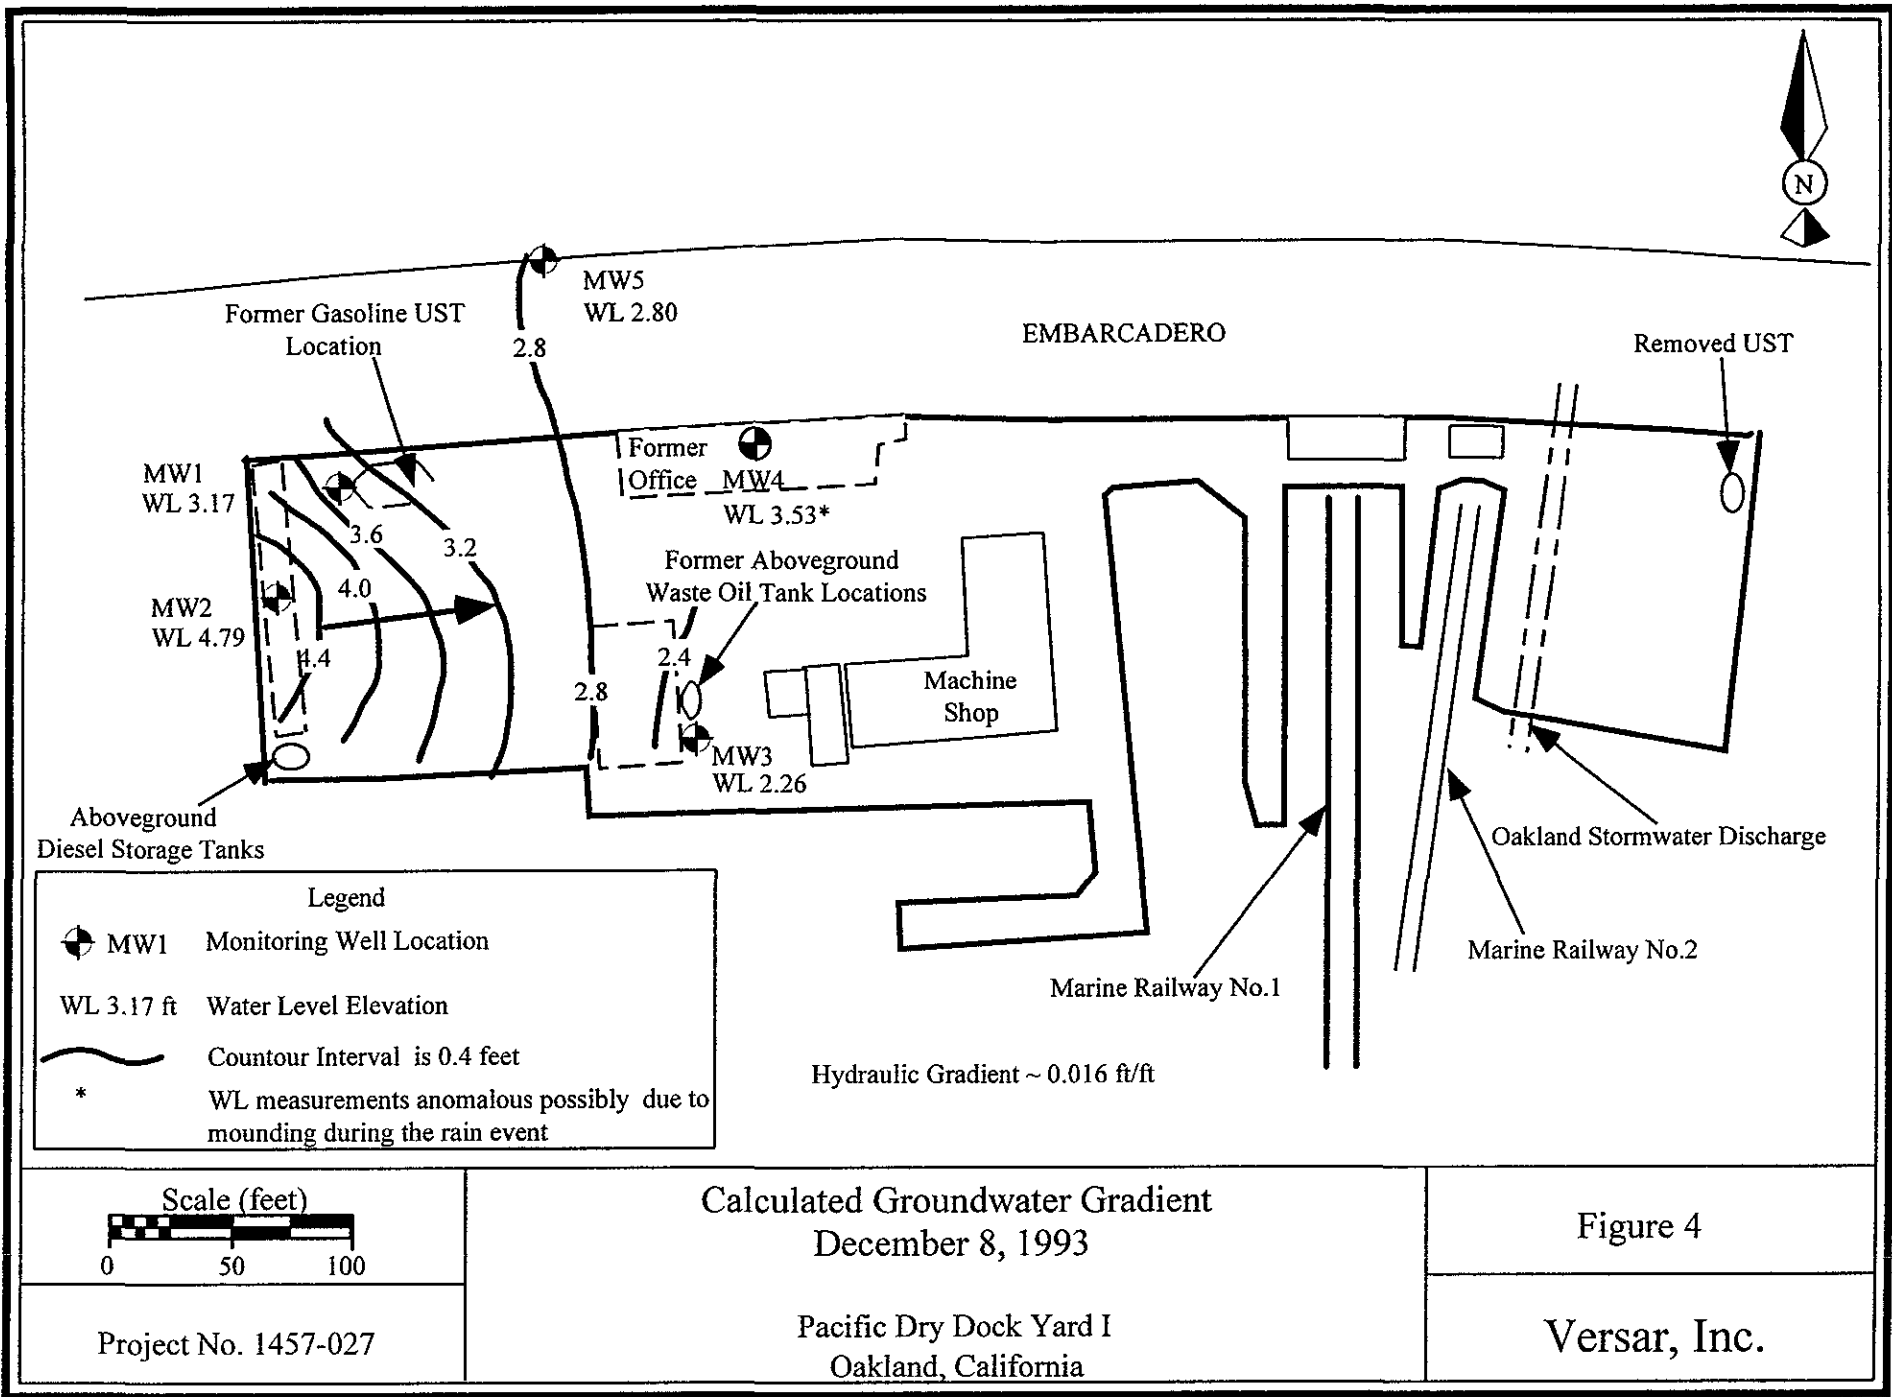 N
MW5
WL 2.80
Former Gasoline UST
Location
2.8
EMBARCADERO
Removed UST
MW1
WL 3.17
Former
Office
MW4
WL 3.53*
3.6
3.2
4.0
Former Aboveground
Waste Oil Tank Locations
MW2
WL 4.79
4.4
2.4
2.8
Machine
Shop
MW3
WL 2.26
Aboveground
Diesel Storage Tanks
Oakland Stormwater Discharge
Marine Railway No.2
Marine Railway No.1
Legend
MW1 Monitoring Well Location
WL 3.17 ft Water Level Elevation
Countour Interval is 0.4 feet
* WL measurements anomalous possibly due to
mounding during the rain event
Hydraulic Gradient ~ 0.016 ft/ft
Scale (feet)
0 50 100
Project No. 1457-027
Calculated Groundwater Gradient
December 8, 1993
Pacific Dry Dock Yard I
Oakland, California
Figure 4
Versar, Inc.